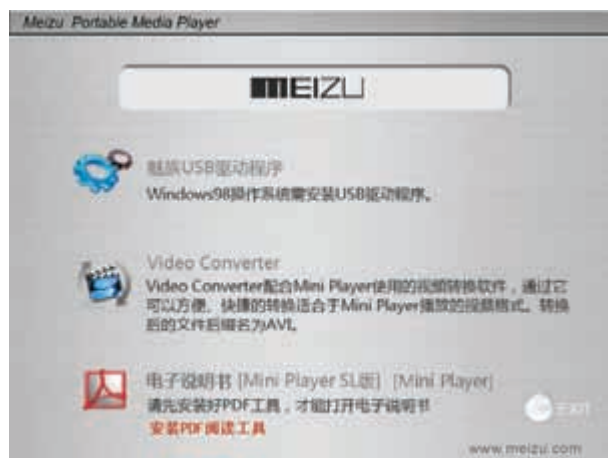 Meizu Portable Media Player
MEIZU
魅族USB驱动程序
Windows98操作系统需安装USB驱动程序。
Video Converter
Video Converter配合Mini Player使用的视频转换软件，通过它
可以方便、快捷的转换适合于Mini Player播放的视频格式。转换
后的文件后缀名为AVI。
电子说明书 [Mini Player SL版] [Mini Player]
请先安装好PDF工具，才能打开电子说明书
安装PDF阅读工具
EXIT
www.meizu.com